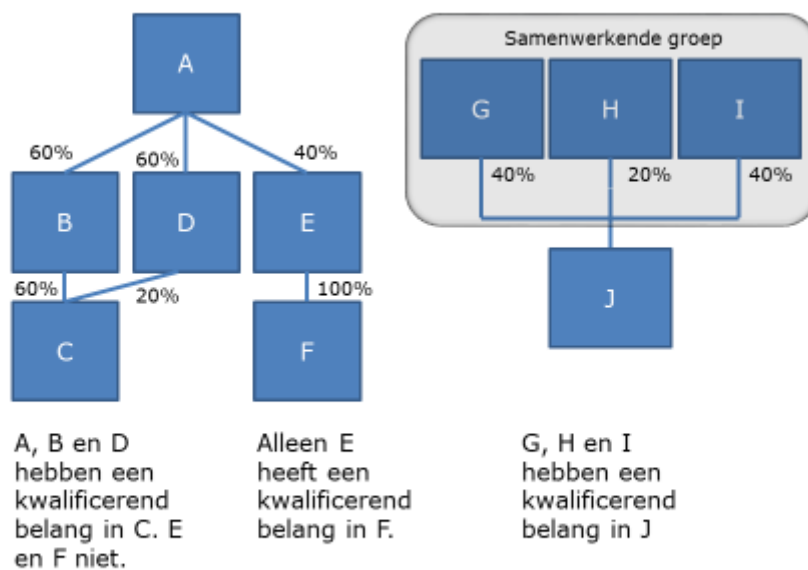 Samenwerkende groep
A
G
H
I
60%
60%
40%
40%
20%
40%
B
D
E
60%
20%
100%
J
C
F
A, B en D
hebben een
kwalificerend
belang in C. E
en F niet.
Alleen E
heeft een
kwalificerend
belang in F.
G, H en I
hebben een
kwalificerend
belang in J